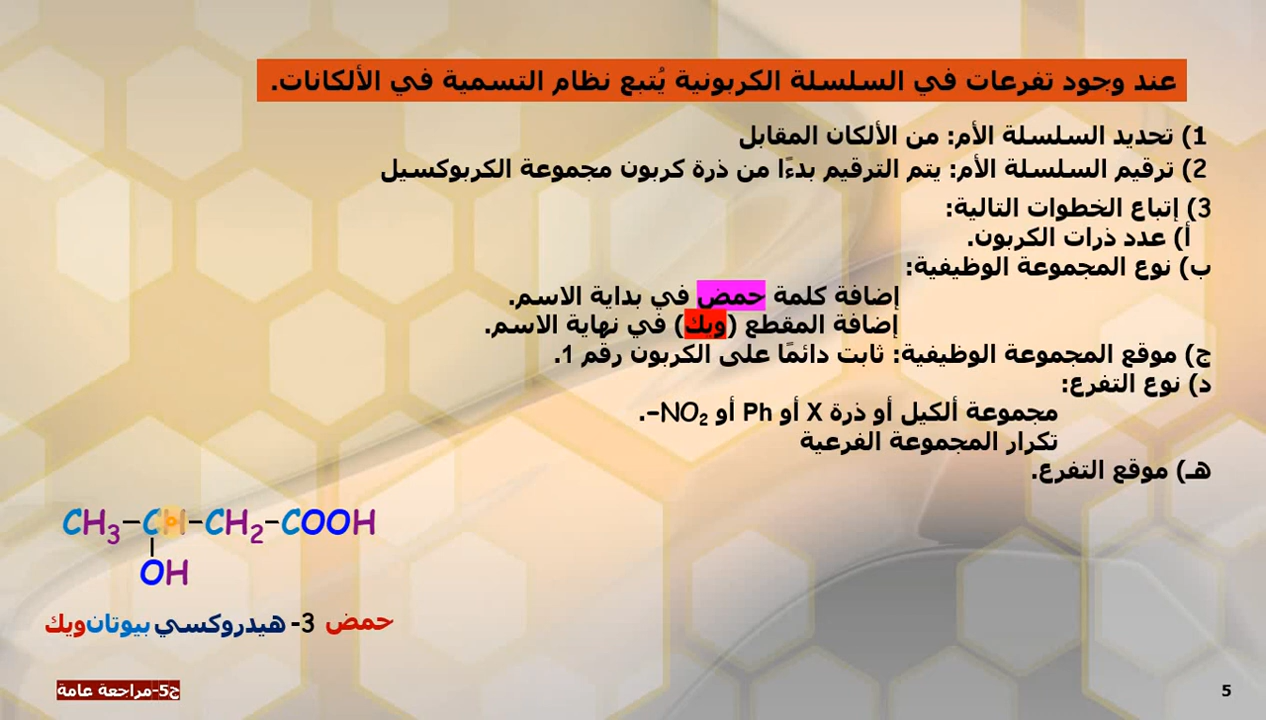 عند وجود تفرعات في السلسلة الكربونية يُتبع نظام التسمية في الألكانات.
1) تحديد السلسلة الأم: من الألكان المقابل
2) ترقيم السلسلة الأم: يتم الترقيم بدءًا من ذرة كربون مجموعة الكربوكسيل
3) إتباع الخطوات التالية:
أ) عدد ذرات الكربون.
ب) نوع المجموعة الوظيفية:
إضافة كلمة حمض في بداية الاسم.
إضافة المقطع (ويك) في نهاية الاسم.
ج) موقع المجموعة الوظيفية: ثابت دائمًا على الكربون رقم 1.
د) نوع التفرع:
مجموعة ألكيل أو ذرة X أو Ph أو –NO2.
تكرار المجموعة الفرعية
هـ) موقع التفرع.
CH3–CH–CH2–COOH
OH
حمض 3- هيدروكسي بيوتانويك
ج5-مراجعة عامة
5